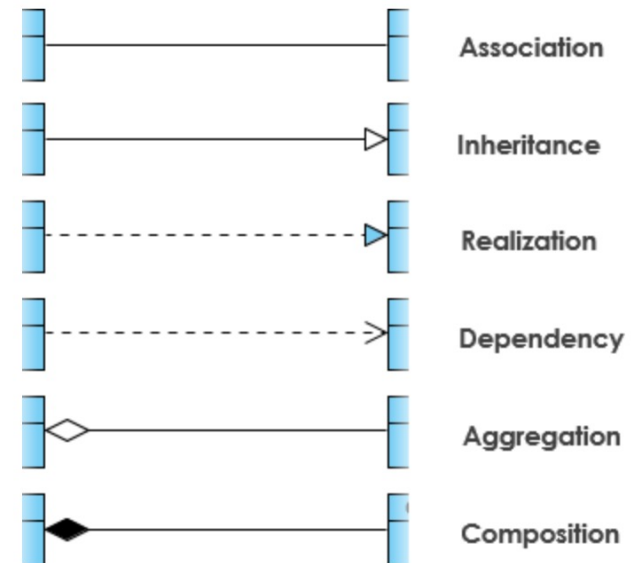 Association
Inheritance
Realization
Dependency
Aggregation
Composition